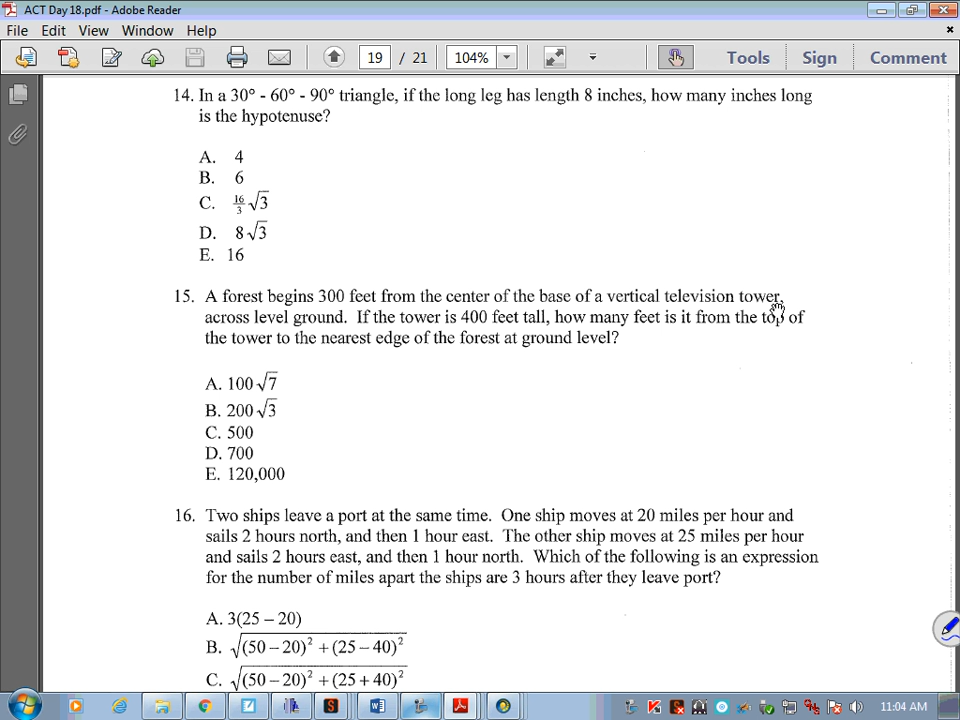 ACT Day 18.pdf - Adobe Reader
File Edit View Window Help
19 / 21 104% Tools Sign Comment
14. In a 30° - 60° - 90° triangle, if the long leg has length 8 inches, how many inches long
is the hypotenuse?
A. 4
B. 6
C. 16/3 √3
D. 8√3
E. 16
15. A forest begins 300 feet from the center of the base of a vertical television tower,
across level ground. If the tower is 400 feet tall, how many feet is it from the top of
the tower to the nearest edge of the forest at ground level?
A. 100√7
B. 200√3
C. 500
D. 700
E. 120,000
16. Two ships leave a port at the same time. One ship moves at 20 miles per hour and
sails 2 hours north, and then 1 hour east. The other ship moves at 25 miles per hour
and sails 2 hours east, and then 1 hour north. Which of the following is an expression
for the number of miles apart the ships are 3 hours after they leave port?
A. 3(25 – 20)
B. √(50 – 20)² + (25 – 40)²
C. √(50 – 20)² + (25 + 40)²
11:04 AM